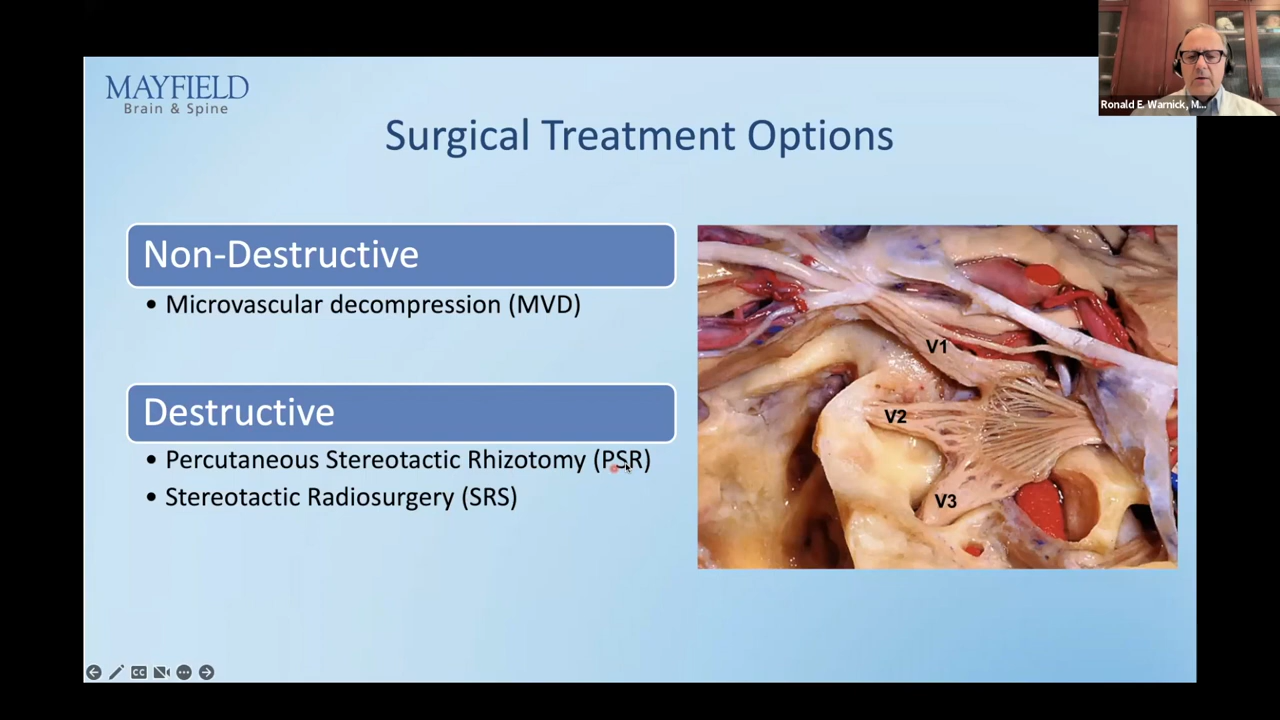 MAYFIELD
Brain & Spine
Ronald E. Warnick, M...
Surgical Treatment Options
Non-Destructive
• Microvascular decompression (MVD)
Destructive
• Percutaneous Stereotactic Rhizotomy (PSR)
• Stereotactic Radiosurgery (SRS)
V1
V2
V3
CC